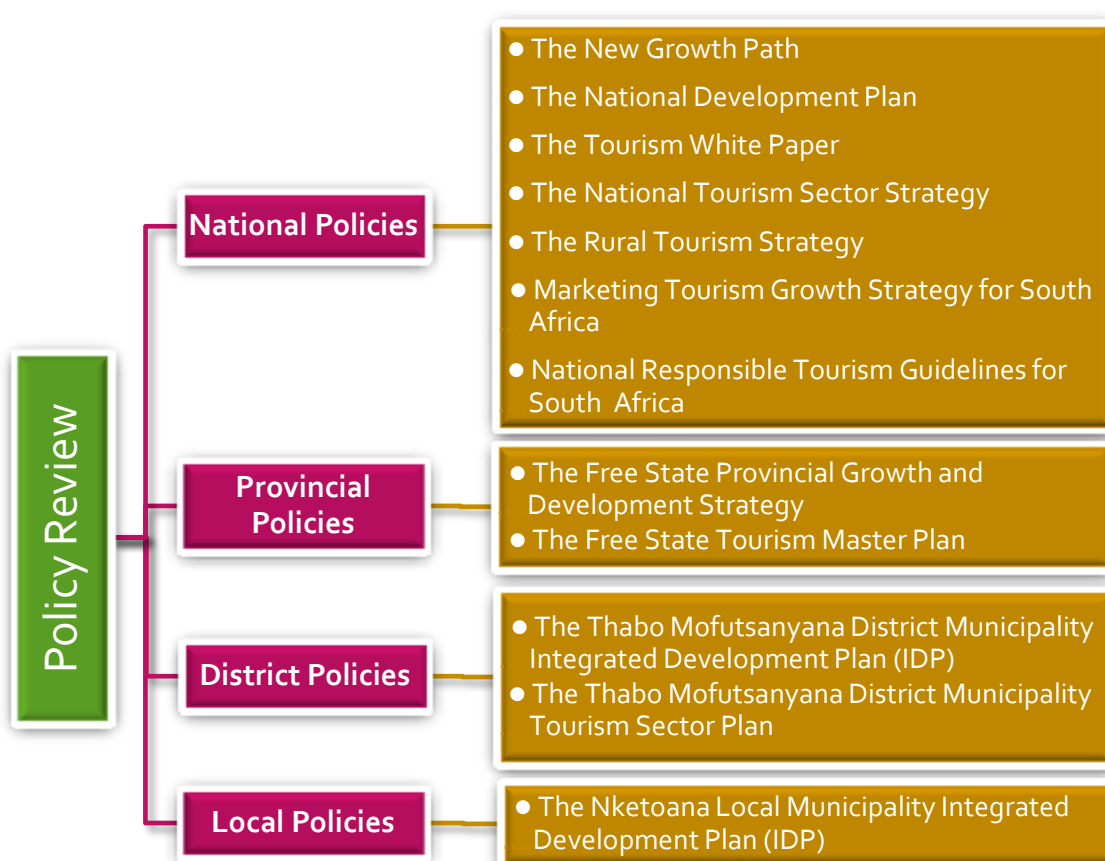 Policy Review
National Policies
● The New Growth Path
● The National Development Plan
● The Tourism White Paper
● The National Tourism Sector Strategy
● The Rural Tourism Strategy
● Marketing Tourism Growth Strategy for South
Africa
● National Responsible Tourism Guidelines for
South Africa
Provincial
Policies
● The Free State Provincial Growth and
Development Strategy
● The Free State Tourism Master Plan
District Policies
● The Thabo Mofutsanyana District Municipality
Integrated Development Plan (IDP)
● The Thabo Mofutsanyana District Municipality
Tourism Sector Plan
Local Policies
● The Nketoana Local Municipality Integrated
Development Plan (IDP)